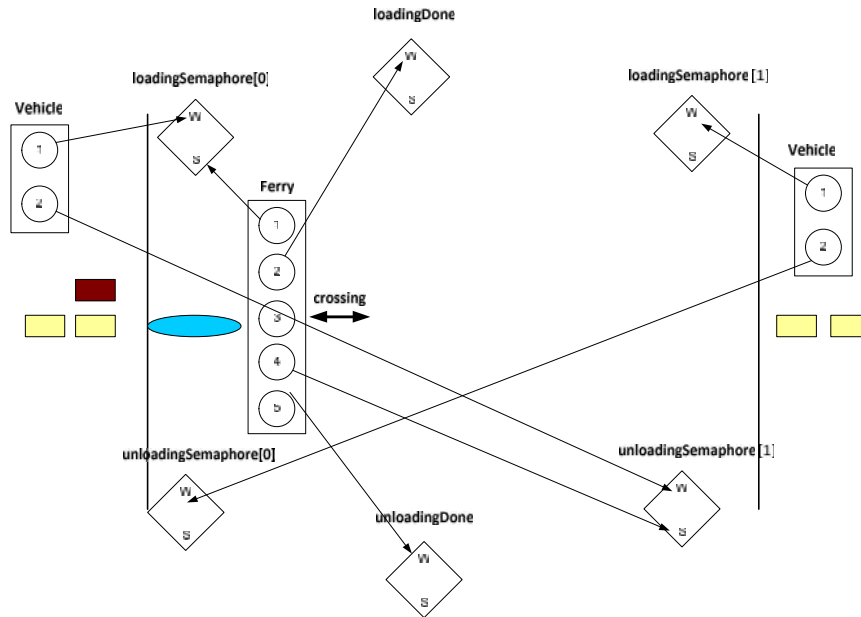 loadingDone
W
S
loadingSemaphore[0]
W
S
loadingSemaphore[1]
W
S
Vehicle
1
2
Vehicle
1
2
Ferry
1
2
3
4
5
crossing
unloadingSemaphore[0]
W
S
unloadingSemaphore[1]
W
S
unloadingDone
W
S